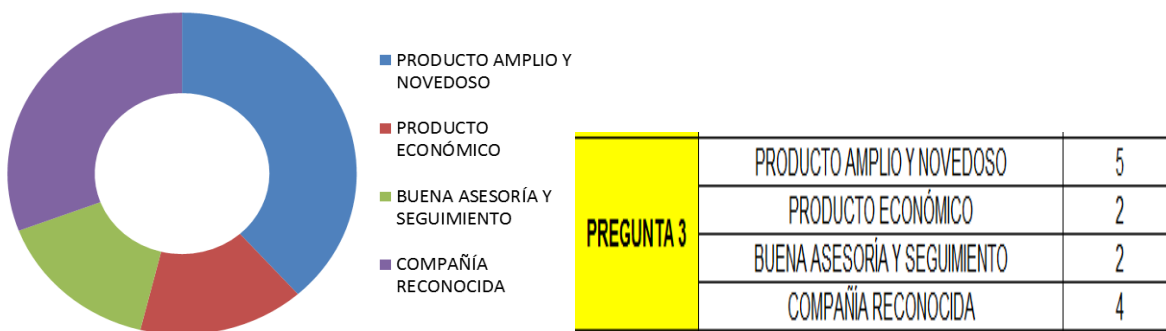 PRODUCTO AMPLIO Y
NOVEDOSO
PRODUCTO
ECONÓMICO
BUENA ASESORÍA Y
SEGUIMIENTO
COMPAÑÍA
RECONOCIDA
PREGUNTA 3
PRODUCTO AMPLIO Y NOVEDOSO 5
PRODUCTO ECONÓMICO 2
BUENA ASESORÍA Y SEGUIMIENTO 2
COMPAÑÍA RECONOCIDA 4